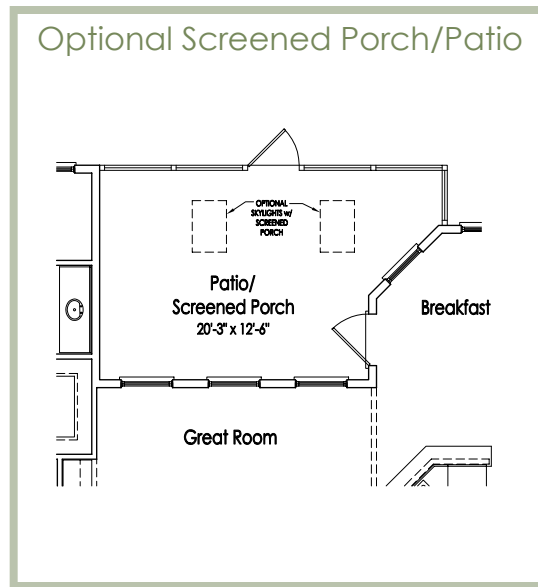 Optional Screened Porch/Patio
OPTIONAL
SKYLIGHTS w/
SCREENED
PORCH
Patio/
Screened Porch
20'-3" x 12'-6"
Breakfast
Great Room